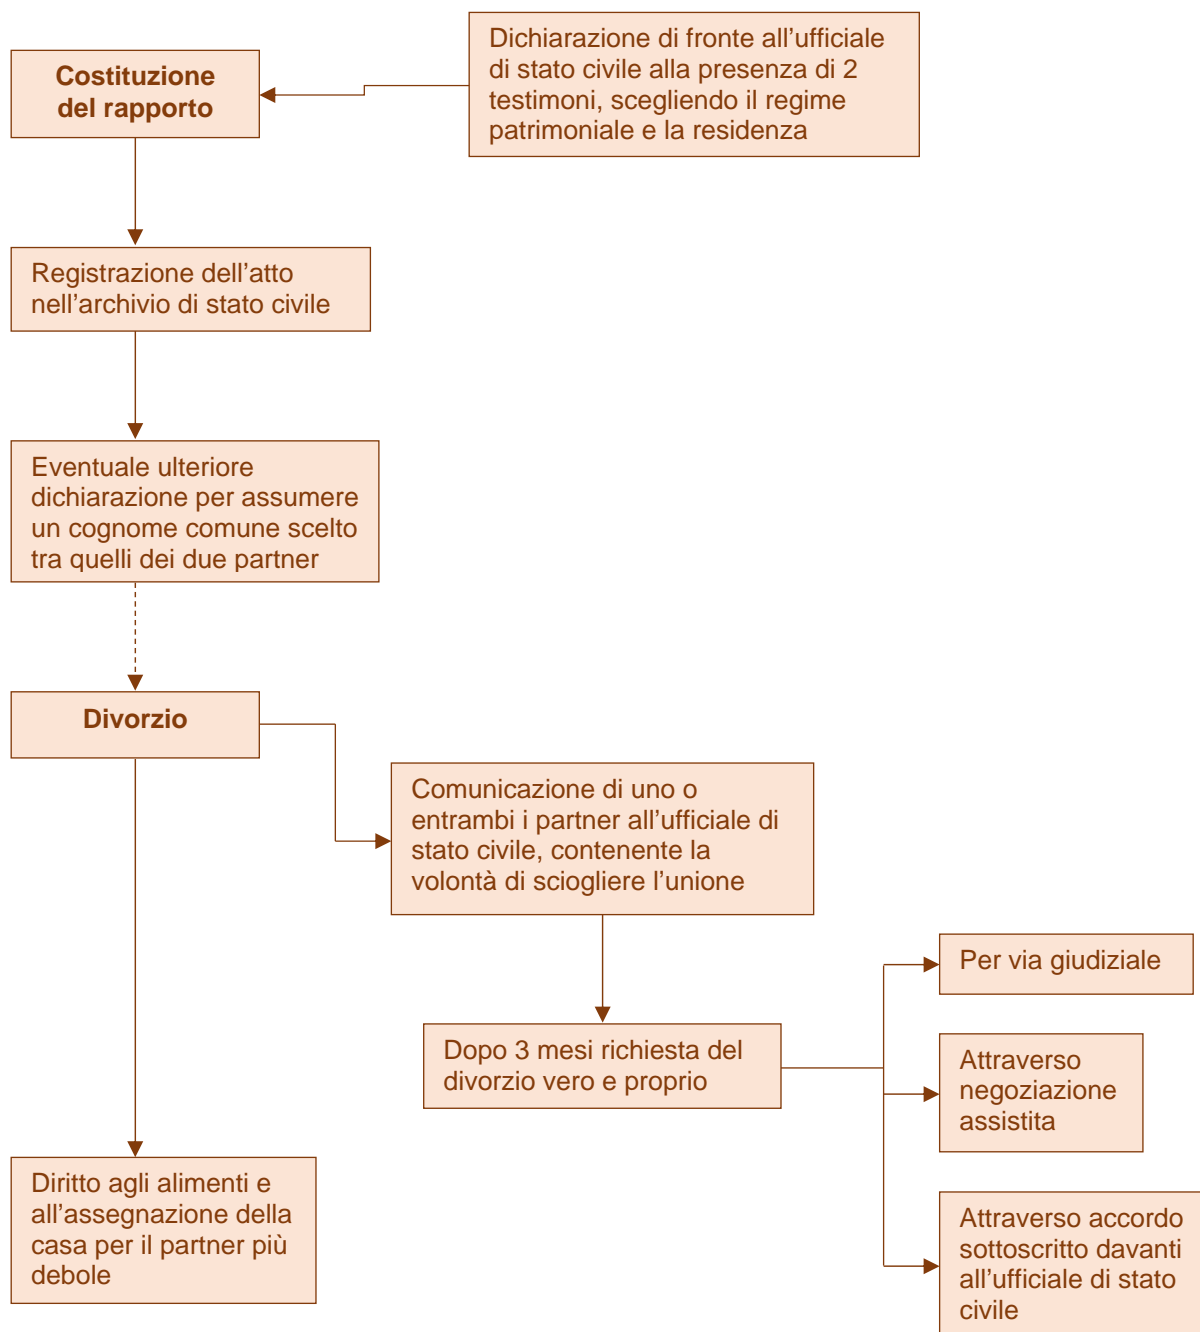 Costituzione
del rapporto
Dichiarazione di fronte all’ufficiale
di stato civile alla presenza di 2
testimoni, scegliendo il regime
patrimoniale e la residenza
Registrazione dell’atto
nell’archivio di stato civile
Eventuale ulteriore
dichiarazione per assumere
un cognome comune scelto
tra quelli dei due partner
Divorzio
Comunicazione di uno o
entrambi i partner all’ufficiale di
stato civile, contenente la
volontà di sciogliere l’unione
Dopo 3 mesi richiesta del
divorzio vero e proprio
Per via giudiziale
Attraverso
negoziazione
assistita
Attraverso accordo
sottoscritto davanti
all’ufficiale di stato
civile
Diritto agli alimenti e
all’assegnazione della
casa per il partner più
debole